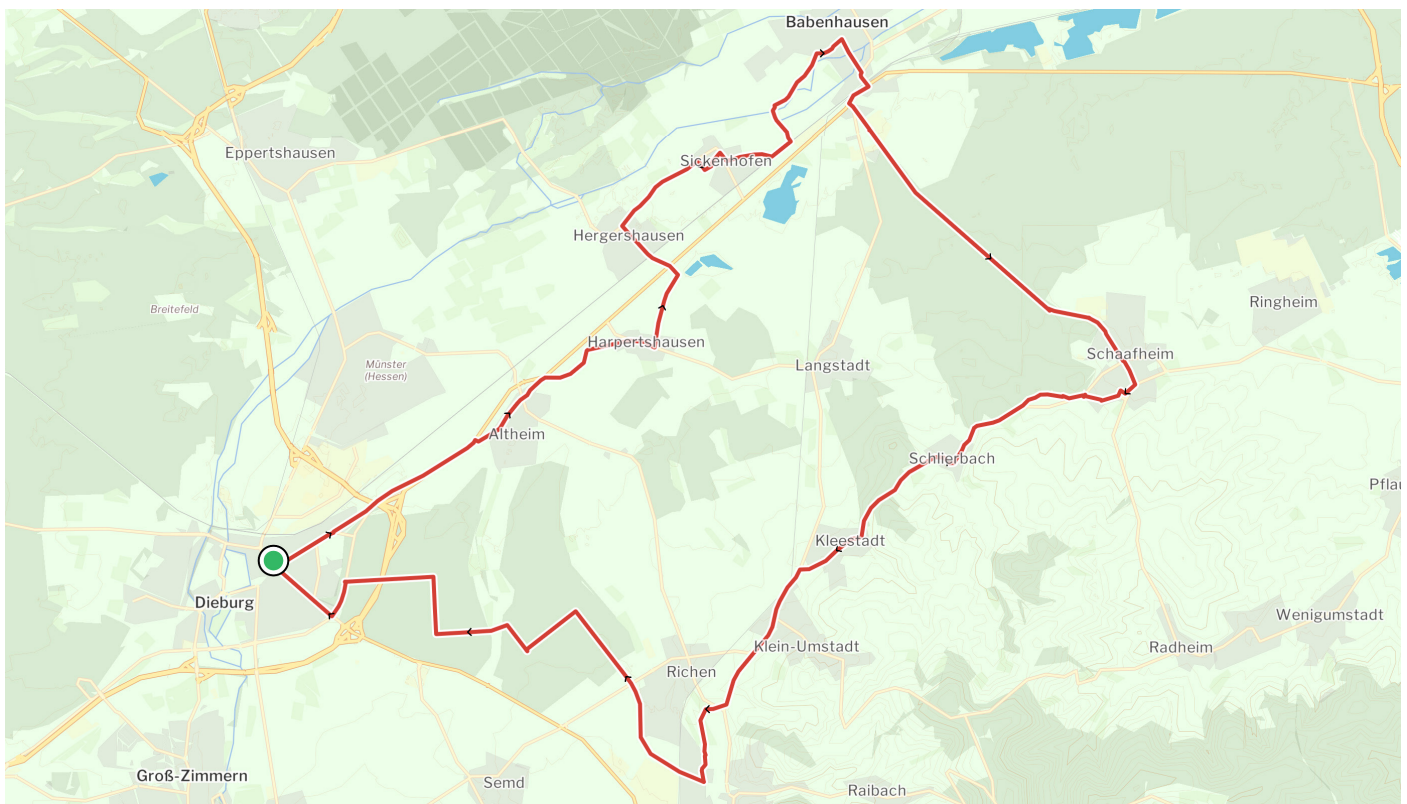 Babenhausen
Eppertshausen
Sickenhofen
Hergershausen
Ringheim
Breitefeld
Harpertshausen
Schaafheim
Münster
(Hessen)
Langstadt
Altheim
Schlierbach
Pflau
Kleestadt
Dieburg
Wenigumstadt
Klein-Umstadt
Radheim
Richen
Groß-Zimmern
Semd
Raibach